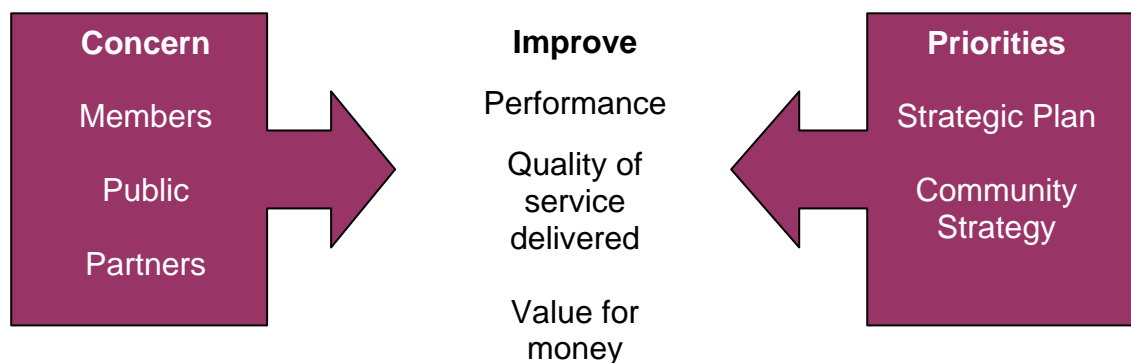 Concern
Members
Public
Partners
Improve
Performance
Quality of
service
delivered
Value for
money
Priorities
Strategic Plan
Community
Strategy